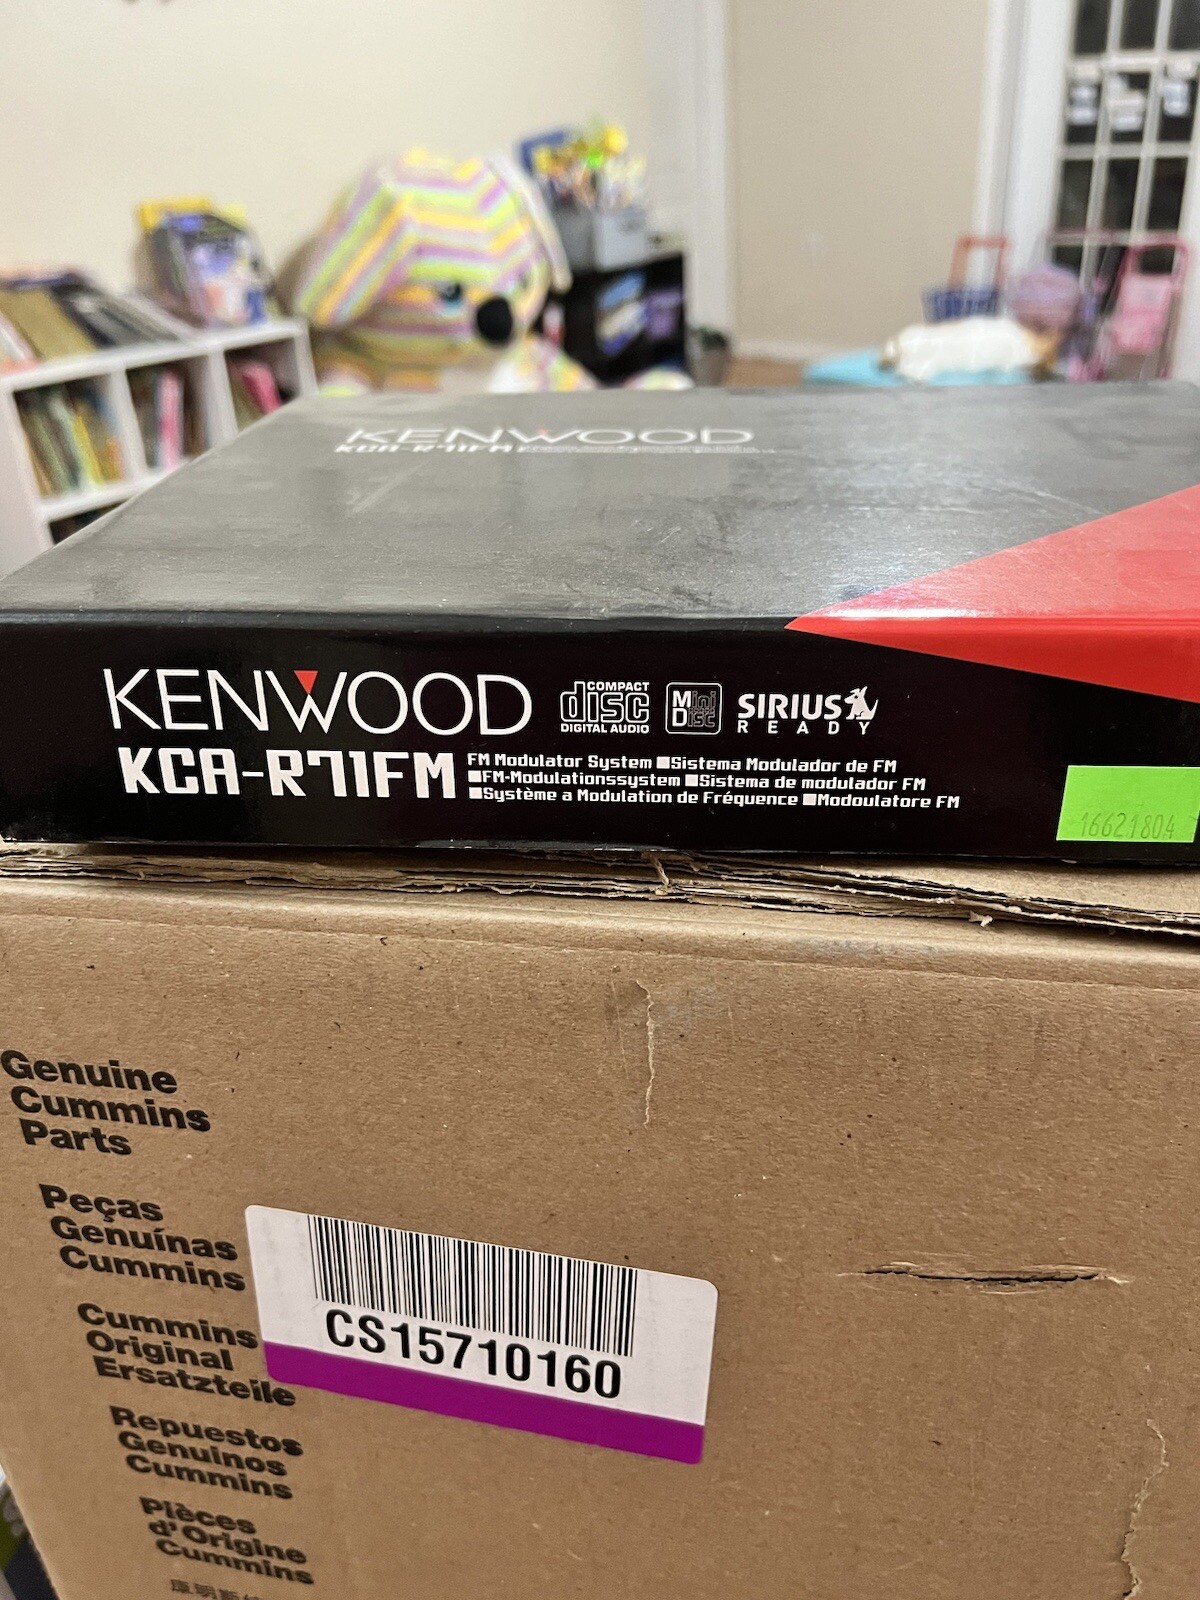 KENWOOD
KCA-R71FM
KENWOOD
COMPACT
disc
DIGITAL AUDIO
Mini
Disc
SIRIUS
READY
KCA-R71FM
FM Modulator System ■Sistema Modulador de FM
■FM-Modulationssystem ■Sistema de modulador FM
■Système a Modulation de Fréquence ■Modoulatore FM
16621804
Genuine
Cummins
Parts
Peças
Genuínas
Cummins
Cummins
Original
Ersatzteile
Repuestos
Genuinos
Cummins
Pièces
d'Origine
Cummins
CS15710160